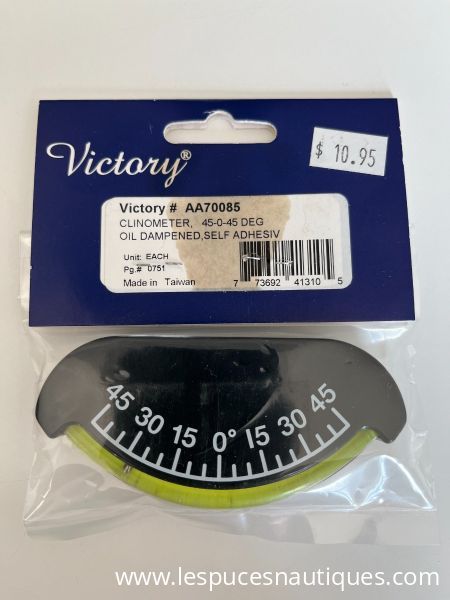 Victory®
$ 10.95
Victory # AA70085
CLINOMETER, 45-0-45 DEG
OIL DAMPENED,SELF ADHESIV
Unit: EACH
Pg.# 0751
Made in Taiwan
7 73692 41310 5
45 30 15 0° 15 30 45
www.lespucesnautiques.com